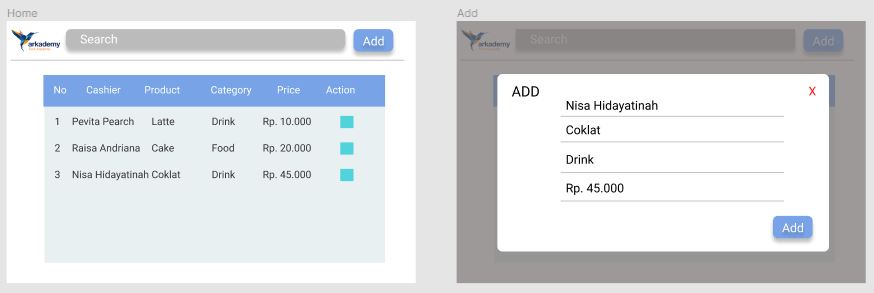 Home
arkademy
Search
Add
No Cashier Product Category Price Action
1 Pevita Pearch Latte Drink Rp. 10.000
2 Raisa Andriana Cake Food Rp. 20.000
3 Nisa Hidayatinah Coklat Drink Rp. 45.000
Add
arkademy
Search
Add
ADD
X
Nisa Hidayatinah
Coklat
Drink
Rp. 45.000
Add